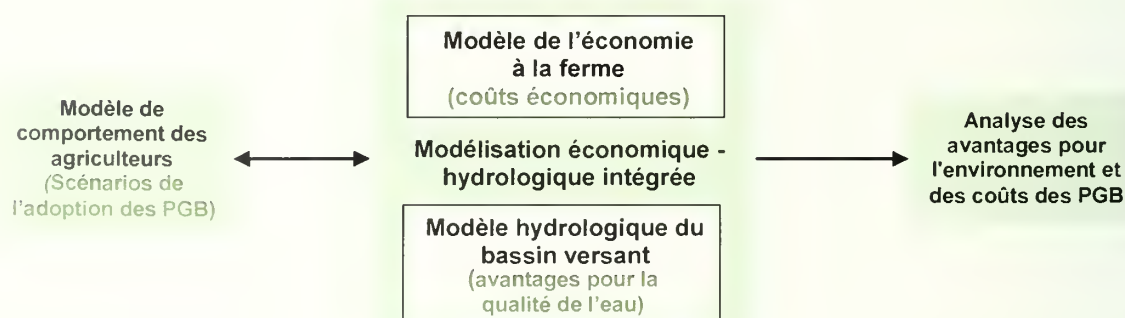 Modèle de
comportement des
agriculteurs
(Scénarios de
l'adoption des PGB)
Modèle de l'économie
à la ferme
(coûts économiques)
Modélisation économique -
hydrologique intégrée
Modèle hydrologique du
bassin versant
(avantages pour la
qualité de l'eau)
Analyse des
avantages pour
l'environnement et
des coûts des PGB